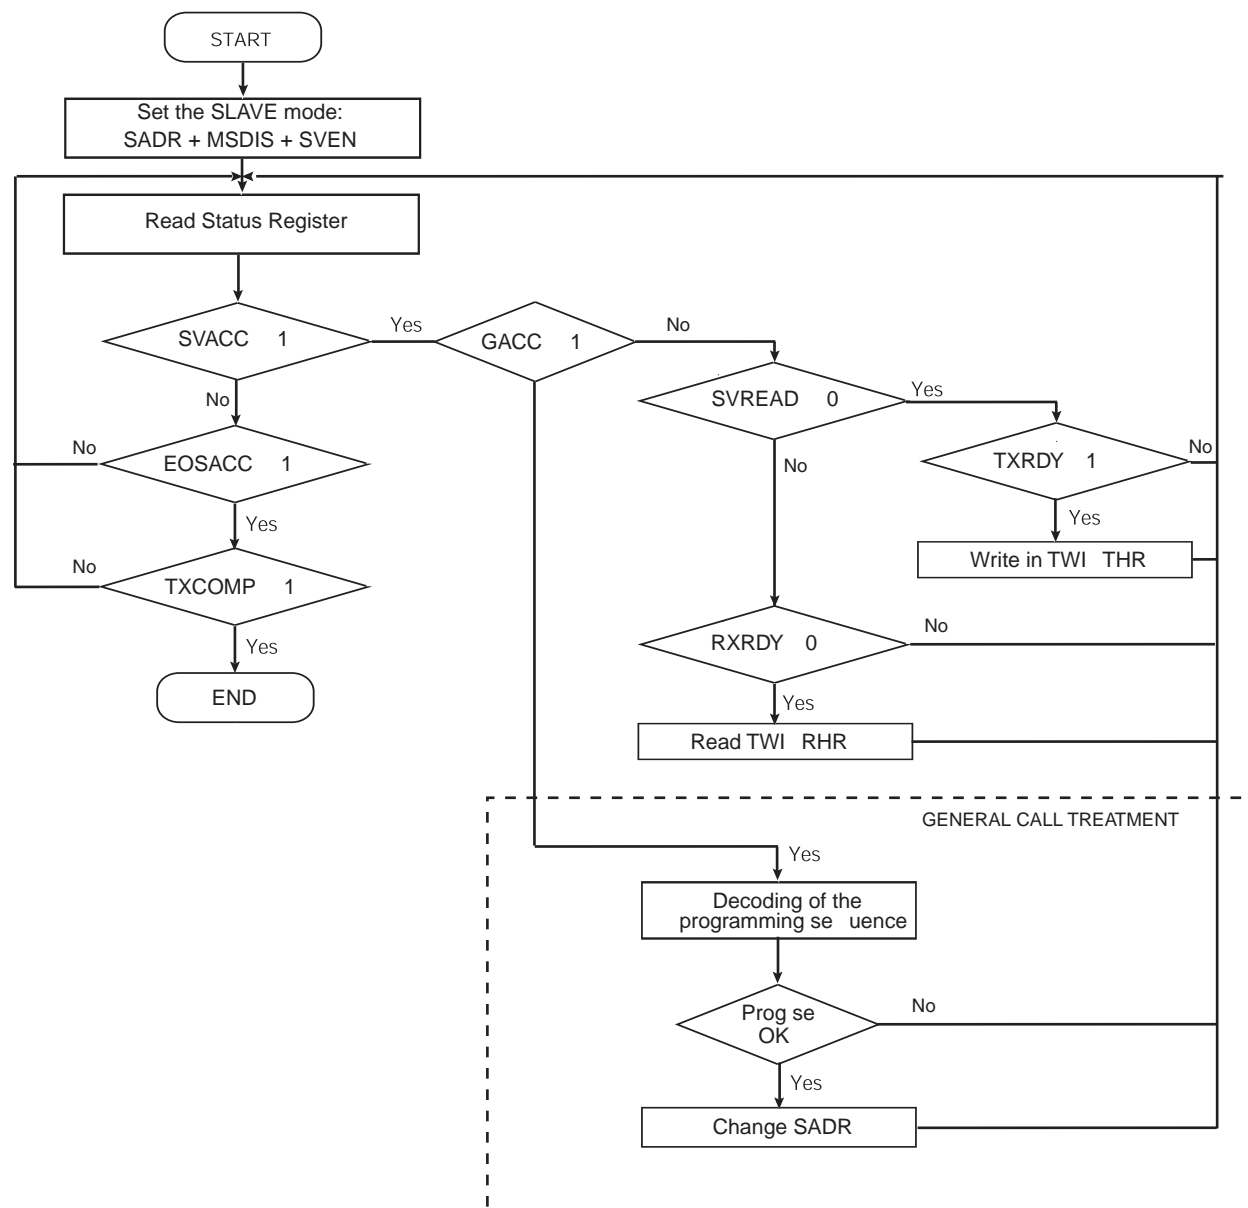 START
Set the SLAVE mode:
SADR + MSDIS + SVEN
Read Status Register
SVACC 1
Yes
GACC 1
No
SVREAD 0
Yes
No
No
EOSACC 1
No
TXRDY 1
No
Yes
Yes
Write in TWI THR
No
TXCOMP 1
Yes
RXRDY 0
No
END
Yes
Read TWI RHR
GENERAL CALL TREATMENT
Yes
Decoding of the
programming se uence
Prog se
OK
No
Yes
Change SADR